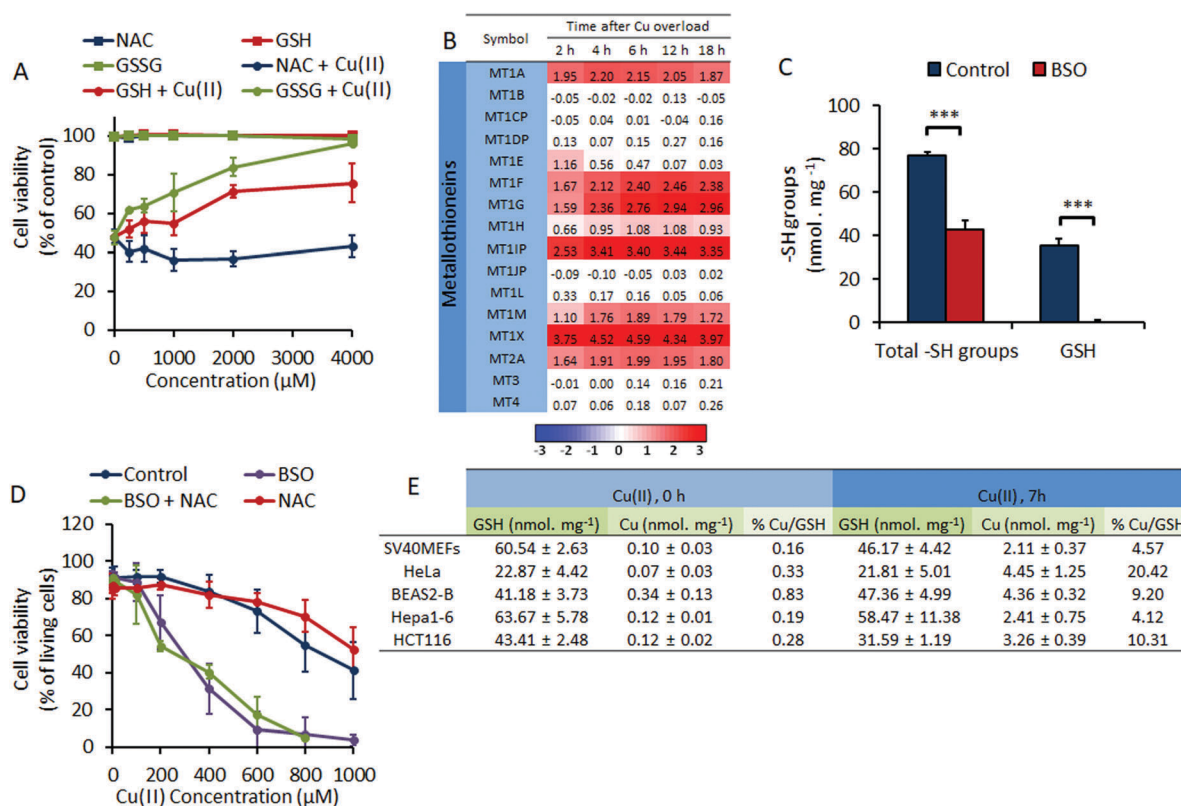 A
NAC GSH
GSSG NAC + Cu(II)
GSH + Cu(II) GSSG + Cu(II)
Cell viability
(% of control)
120
100
80
60
40
20
0
0 1000 2000 3000 4000
Concentration (µM)
B
Symbol Time after Cu overload
2 h 4 h 6 h 12 h 18 h
Metallothioneins
MT1A 1.95 2.20 2.15 2.05 1.87
MT1B -0.05 -0.02 -0.02 0.13 -0.05
MT1CP -0.05 0.04 0.01 -0.04 0.16
MT1DP 0.13 0.07 0.15 0.27 0.16
MT1E 1.16 0.56 0.47 0.07 0.03
MT1F 1.67 2.12 2.40 2.46 2.38
MT1G 1.59 2.36 2.76 2.94 2.96
MT1H 0.66 0.95 1.08 1.08 0.93
MT1IP 2.53 3.41 3.40 3.44 3.35
MT1JP -0.09 -0.10 -0.05 0.03 0.02
MT1L 0.33 0.17 0.16 0.05 0.06
MT1M 1.10 1.76 1.89 1.79 1.72
MT1X 3.75 4.52 4.59 4.34 3.97
MT2A 1.64 1.91 1.99 1.95 1.80
MT3 -0.01 0.00 0.14 0.16 0.21
MT4 0.07 0.06 0.18 0.07 0.26
-3 -2 -1 0 1 2 3
C
Control BSO
-SH groups
(nmol . mg-1)
100
80
60
40
20
0
***
***
Total -SH groups GSH
D
Control BSO
BSO + NAC NAC
Cell viability
(% of living cells)
120
100
80
60
40
20
0
0 200 400 600 800 1000
Cu(II) Concentration (µM)
E
Cu(II) , 0 h Cu(II) , 7h
GSH (nmol. mg-1) Cu (nmol. mg-1) % Cu/GSH GSH (nmol. mg-1) Cu (nmol. mg-1) % Cu/GSH
SV40MEFs 60.54 ± 2.63 0.10 ± 0.03 0.16 46.17 ± 4.42 2.11 ± 0.37 4.57
HeLa 22.87 ± 4.42 0.07 ± 0.03 0.33 21.81 ± 5.01 4.45 ± 1.25 20.42
BEAS2-B 41.18 ± 3.73 0.34 ± 0.13 0.83 47.36 ± 4.99 4.36 ± 0.32 9.20
Hepa1-6 63.67 ± 5.78 0.12 ± 0.01 0.19 58.47 ± 11.38 2.41 ± 0.75 4.12
HCT116 43.41 ± 2.48 0.12 ± 0.02 0.28 31.59 ± 1.19 3.26 ± 0.39 10.31